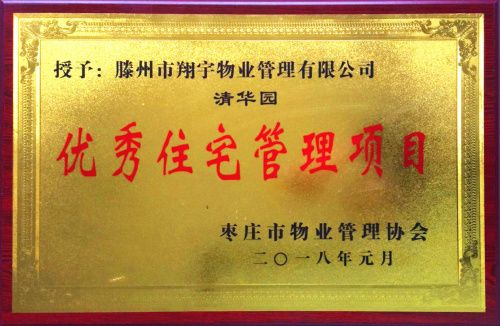 授予：滕州市翔宇物业管理有限公司
清华园
优秀住宅管理项目
枣庄市物业管理协会
二〇一八年元月